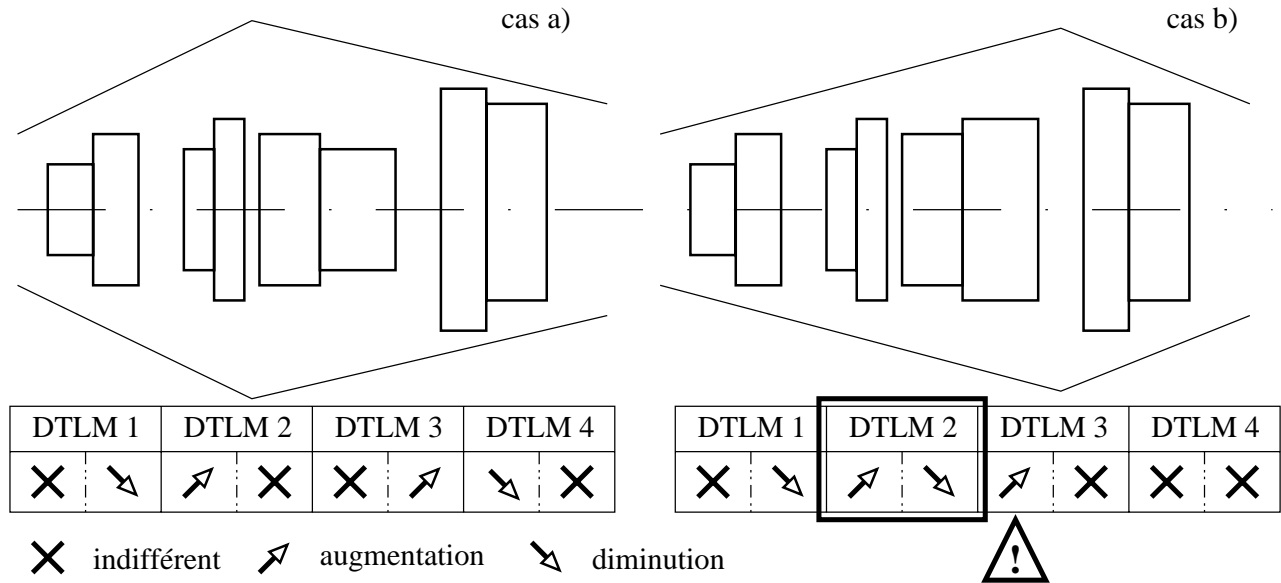 cas a)
cas b)
DTLM 1 DTLM 2 DTLM 3 DTLM 4
DTLM 1 DTLM 2 DTLM 3 DTLM 4
indifférent augmentation diminution
!